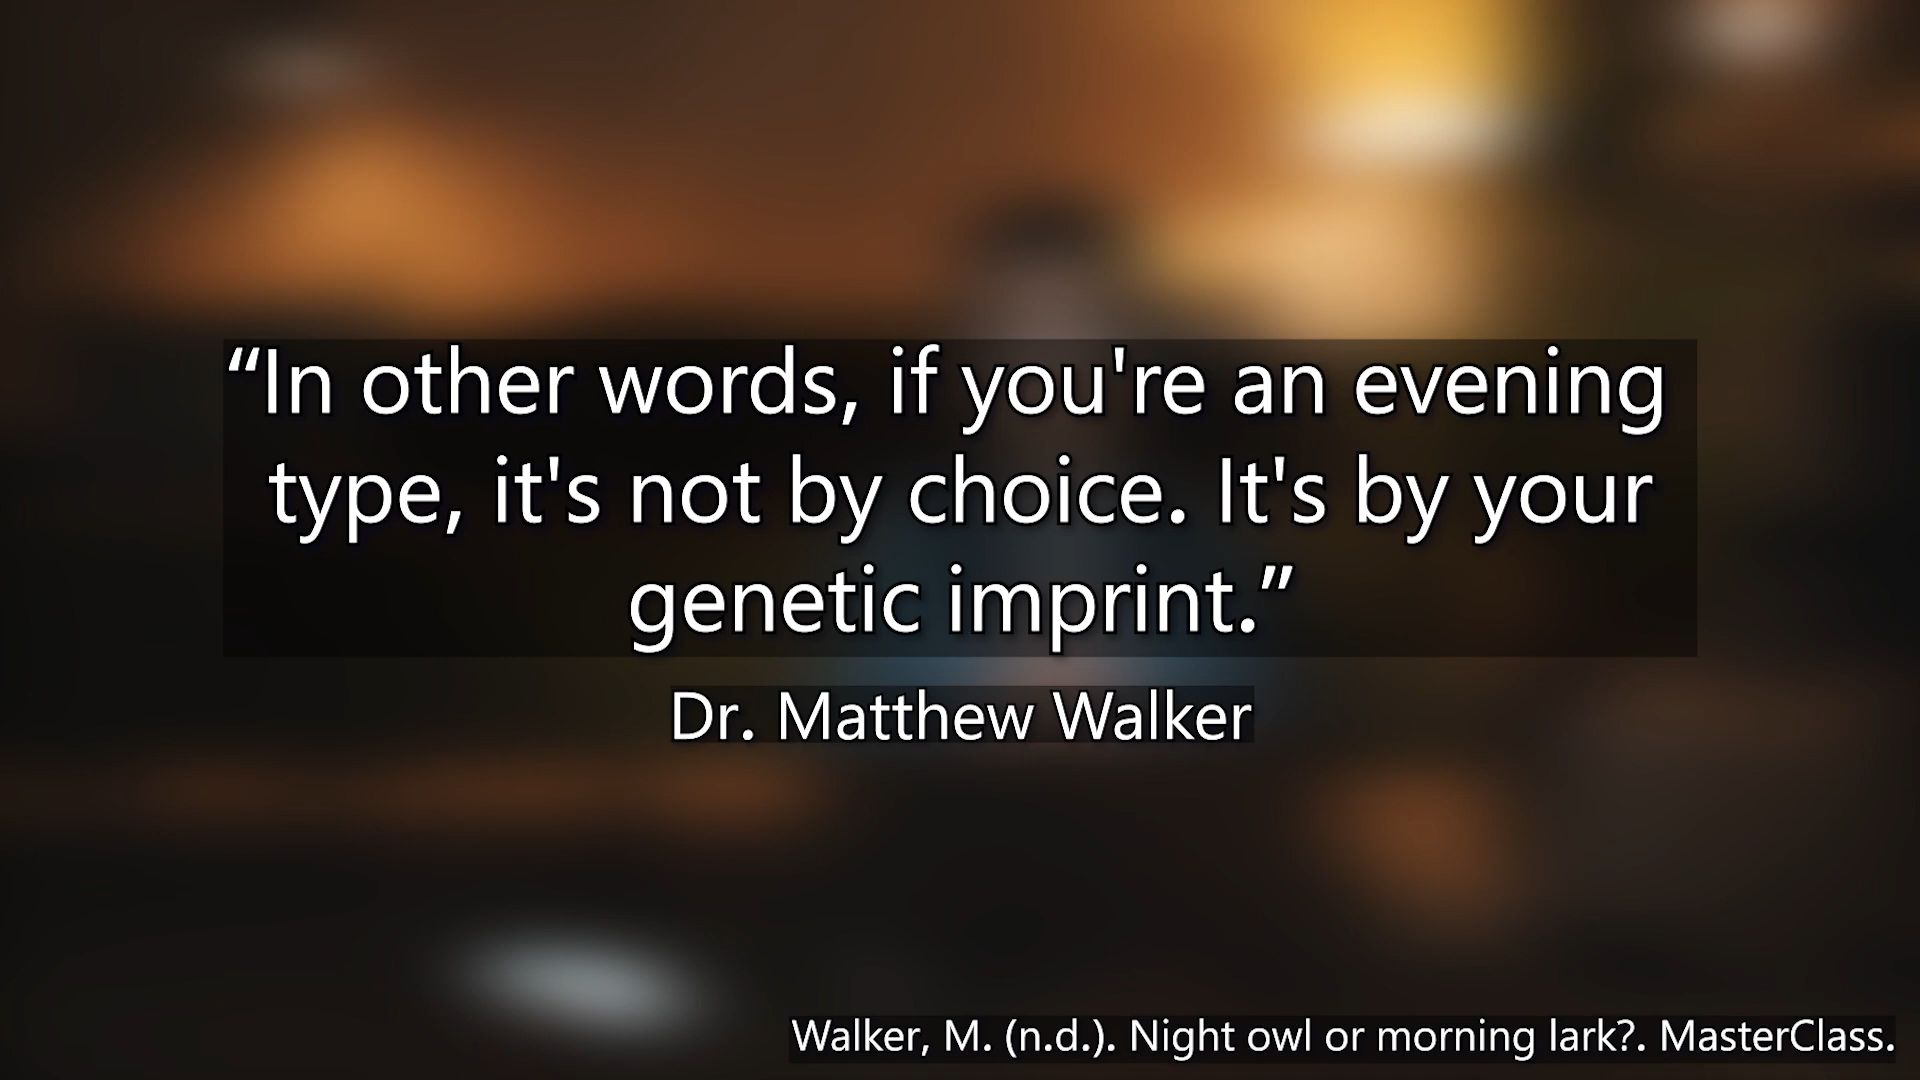 “In other words, if you're an evening
type, it's not by choice. It's by your
genetic imprint.”
Dr. Matthew Walker
Walker, M. (n.d.). Night owl or morning lark?. MasterClass.